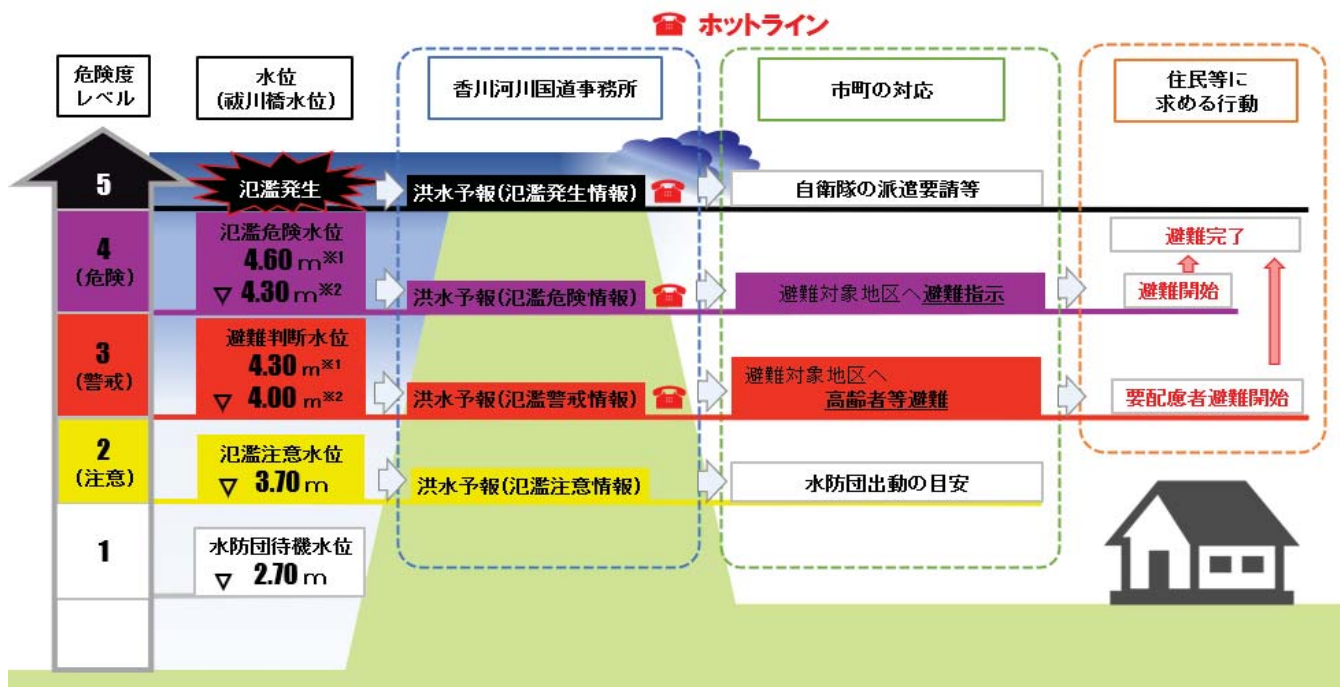 ☎ ホットライン
危険度
レベル
水位
(祓川橋水位)
香川河川国道事務所
市町の対応
住民等に
求める行動
5
氾濫発生
洪水予報(氾濫発生情報)
自衛隊の派遣要請等
4
(危険)
氾濫危険水位
4.60 m※1
▽ 4.30 m※2
洪水予報(氾濫危険情報)
避難対象地区へ避難指示
避難完了
避難開始
3
(警戒)
避難判断水位
4.30 m※1
▽ 4.00 m※2
洪水予報(氾濫警戒情報)
避難対象地区へ
高齢者等避難
要配慮者避難開始
2
(注意)
氾濫注意水位
▽ 3.70 m
洪水予報(氾濫注意情報)
水防団出動の目安
1
水防団待機水位
▽ 2.70 m